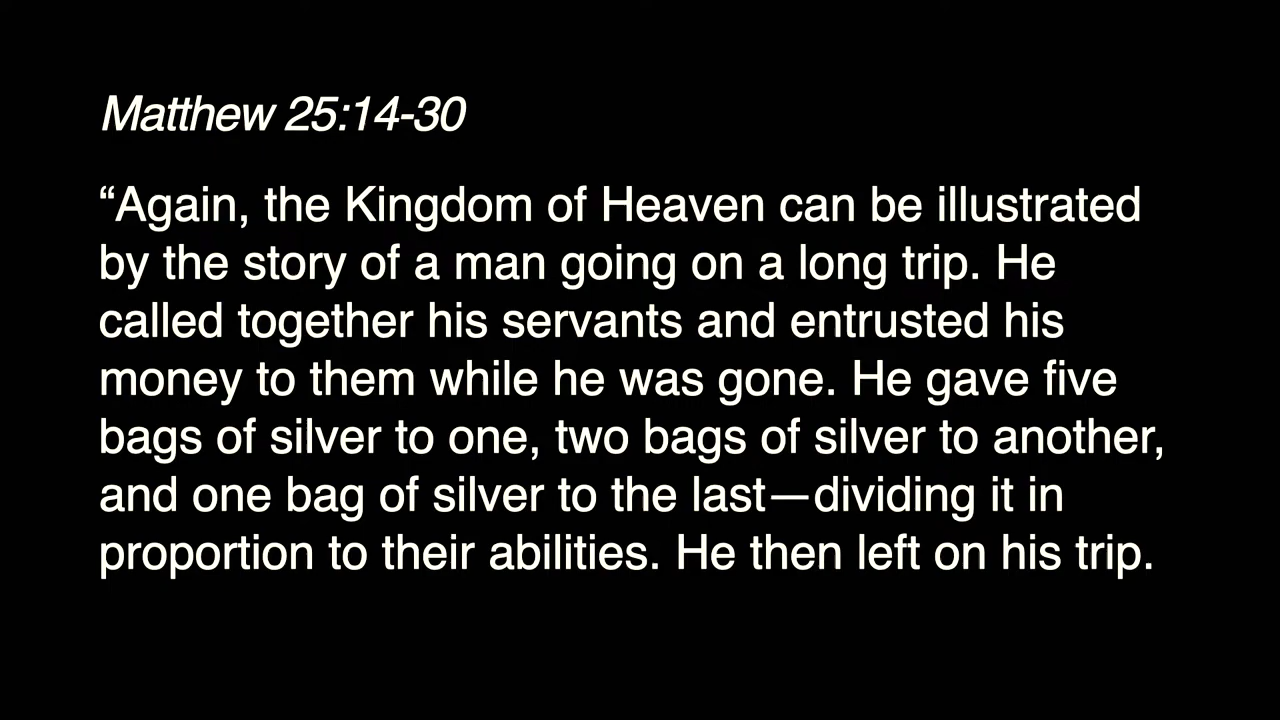 Matthew 25:14-30
“Again, the Kingdom of Heaven can be illustrated
by the story of a man going on a long trip. He
called together his servants and entrusted his
money to them while he was gone. He gave five
bags of silver to one, two bags of silver to another,
and one bag of silver to the last—dividing it in
proportion to their abilities. He then left on his trip.